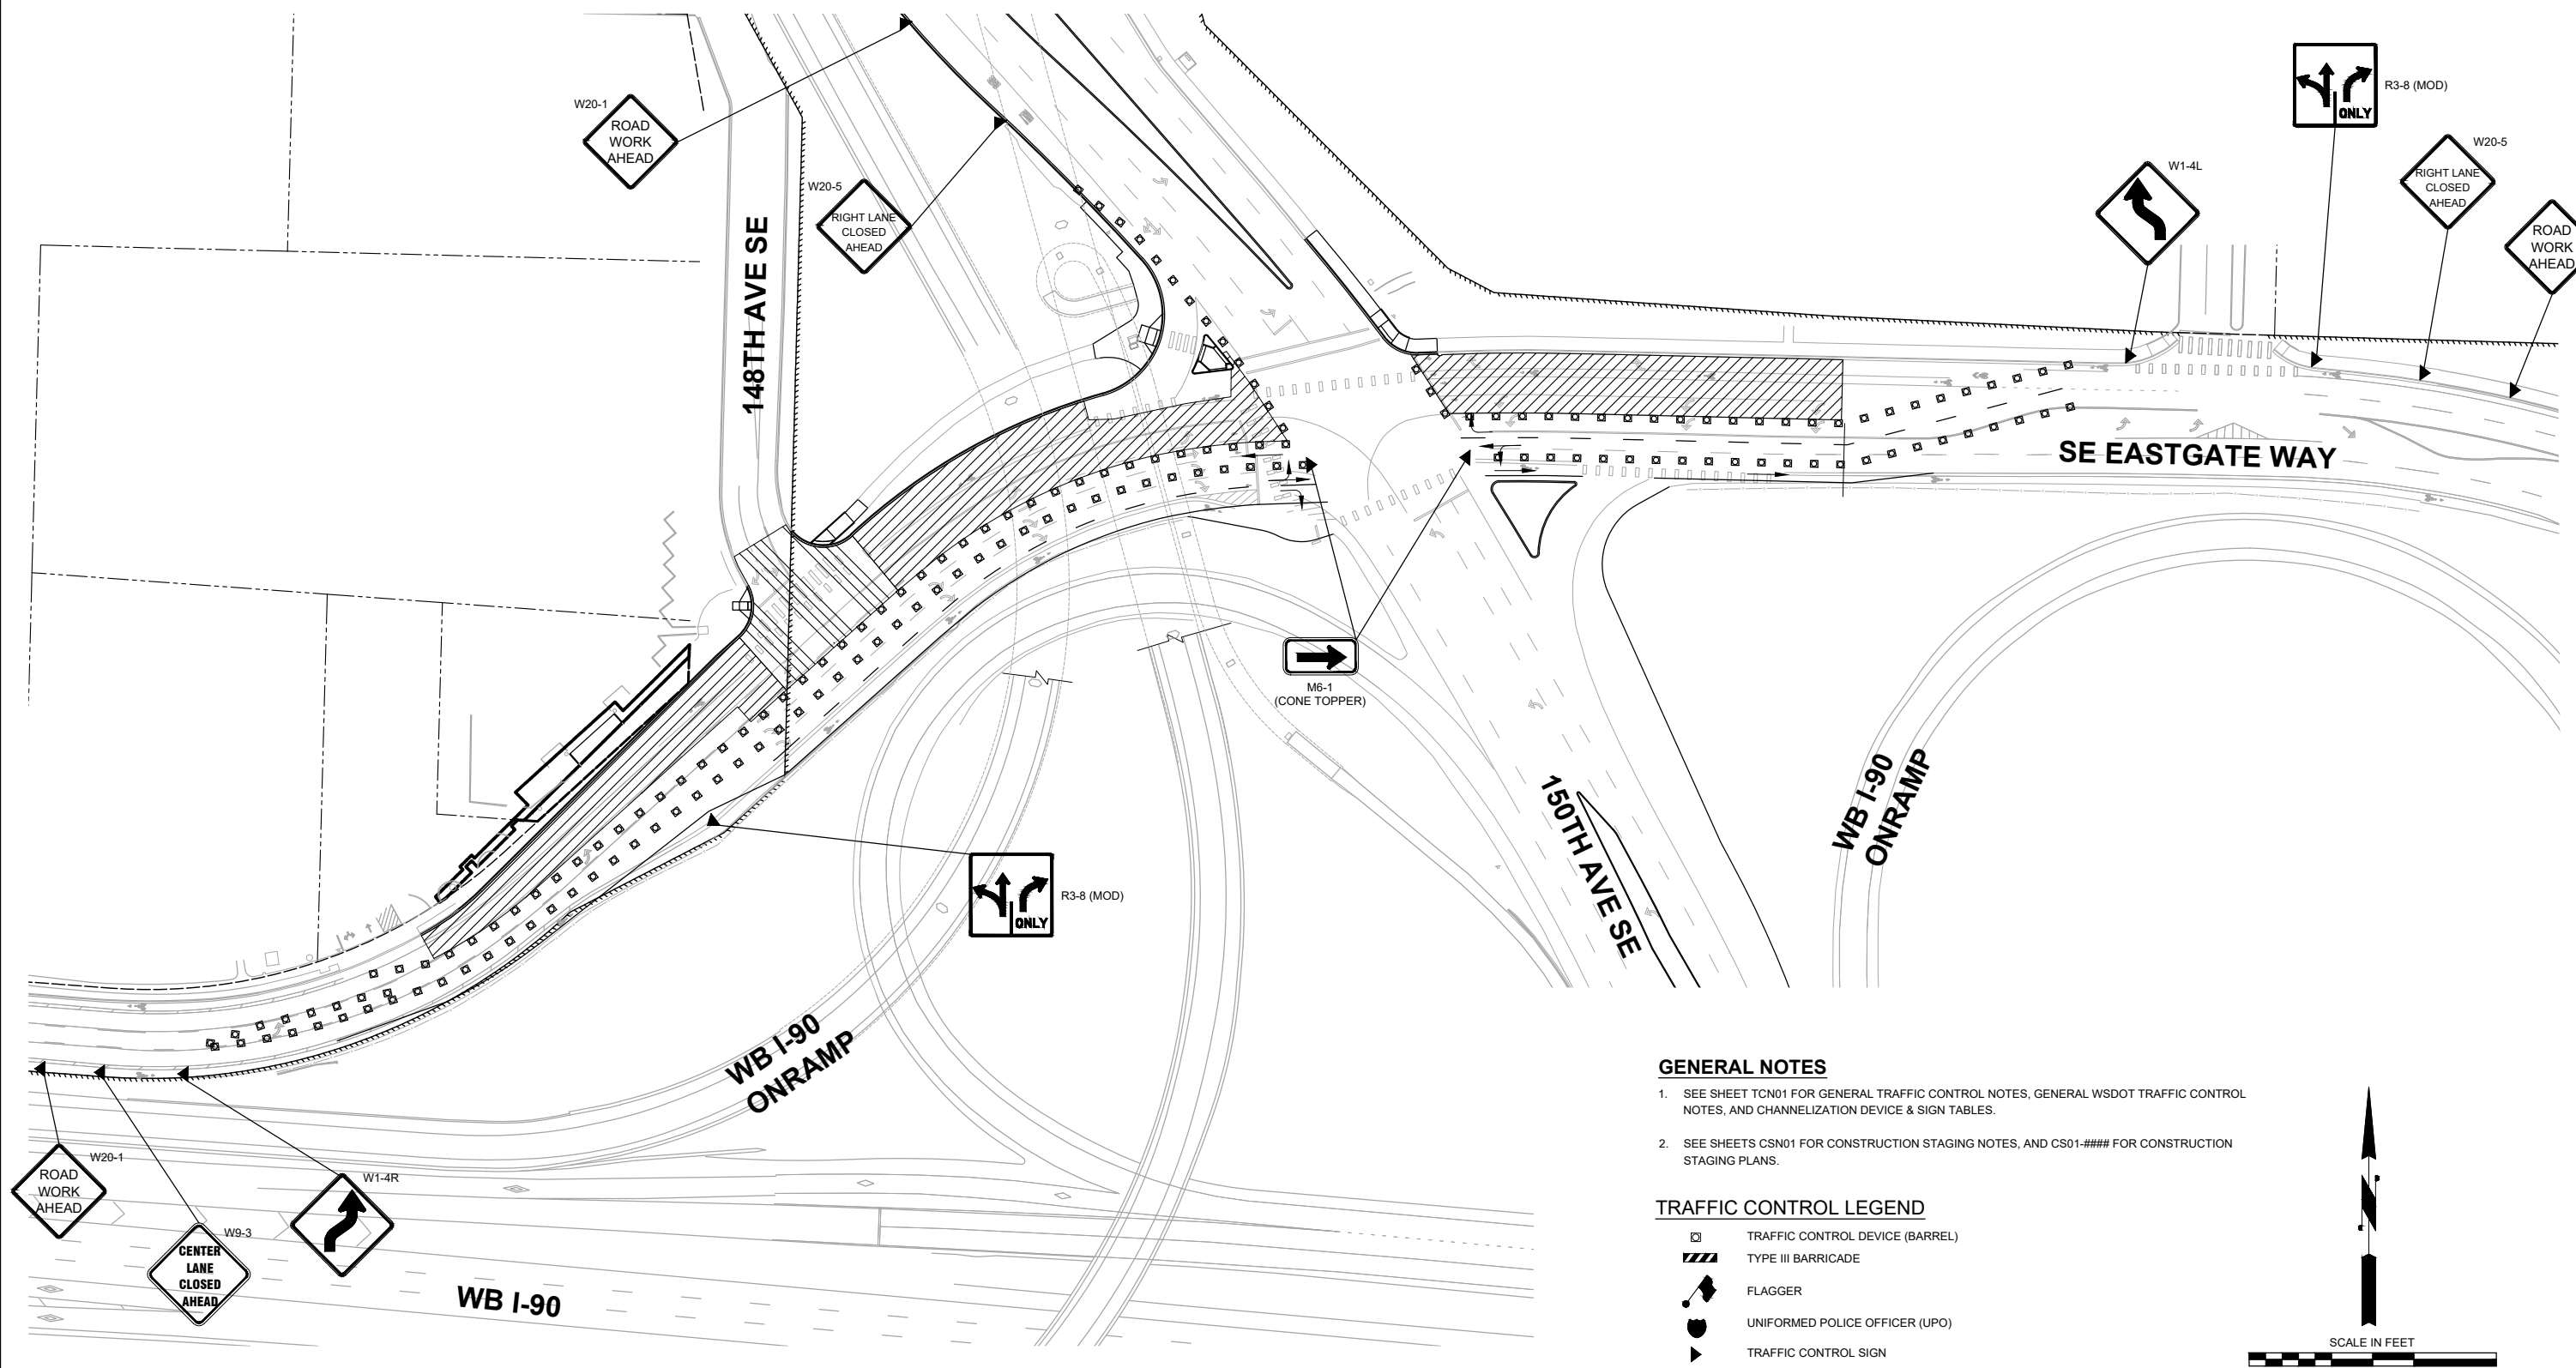 W20-1
ROAD
WORK
AHEAD
W20-5
RIGHT LANE
CLOSED
AHEAD
148TH AVE SE
R3-8 (MOD)
ONLY
W20-5
RIGHT LANE
CLOSED
AHEAD
W1-4L
ROAD
WORK
AHEAD
SE EASTGATE WAY
M6-1
(CONE TOPPER)
150TH AVE SE
WB I-90
ONRAMP
ONLY
R3-8 (MOD)
WB I-90
ONRAMP
W20-1
ROAD
WORK
AHEAD
W9-3
CENTER
LANE
CLOSED
AHEAD
W1-4R
WB I-90
GENERAL NOTES
1. SEE SHEET TCN01 FOR GENERAL TRAFFIC CONTROL NOTES, GENERAL WSDOT TRAFFIC CONTROL
NOTES, AND CHANNELIZATION DEVICE & SIGN TABLES.
2. SEE SHEETS CSN01 FOR CONSTRUCTION STAGING NOTES, AND CS01-#### FOR CONSTRUCTION
STAGING PLANS.
TRAFFIC CONTROL LEGEND
TRAFFIC CONTROL DEVICE (BARREL)
TYPE III BARRICADE
FLAGGER
UNIFORMED POLICE OFFICER (UPO)
TRAFFIC CONTROL SIGN
N
SCALE IN FEET